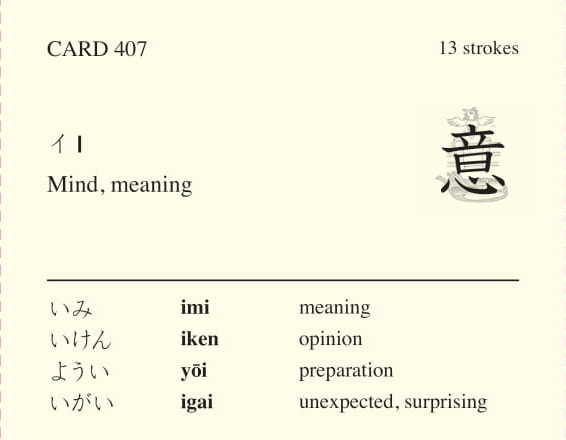 CARD 407 13 strokes
イ I
Mind, meaning
意
いみ imi meaning
いけん iken opinion
ようい yōi preparation
いがい igai unexpected, surprising